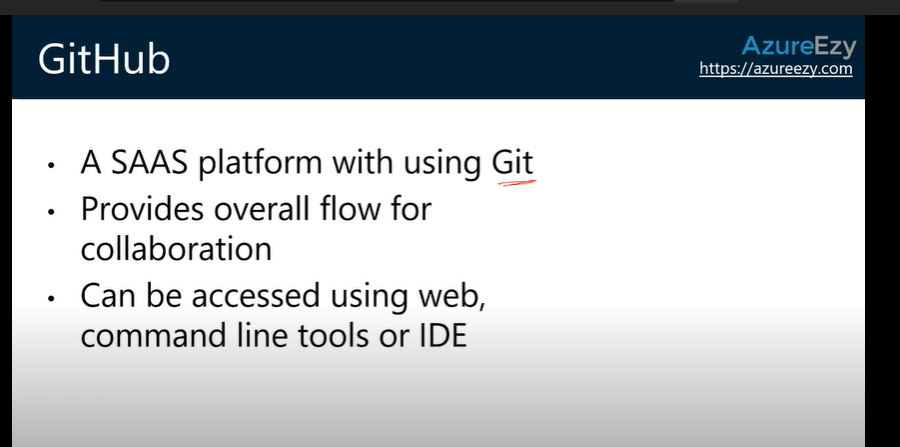 GitHub
AzureEzy
https://azureezy.com
• A SAAS platform with using Git
• Provides overall flow for
collaboration
• Can be accessed using web,
command line tools or IDE